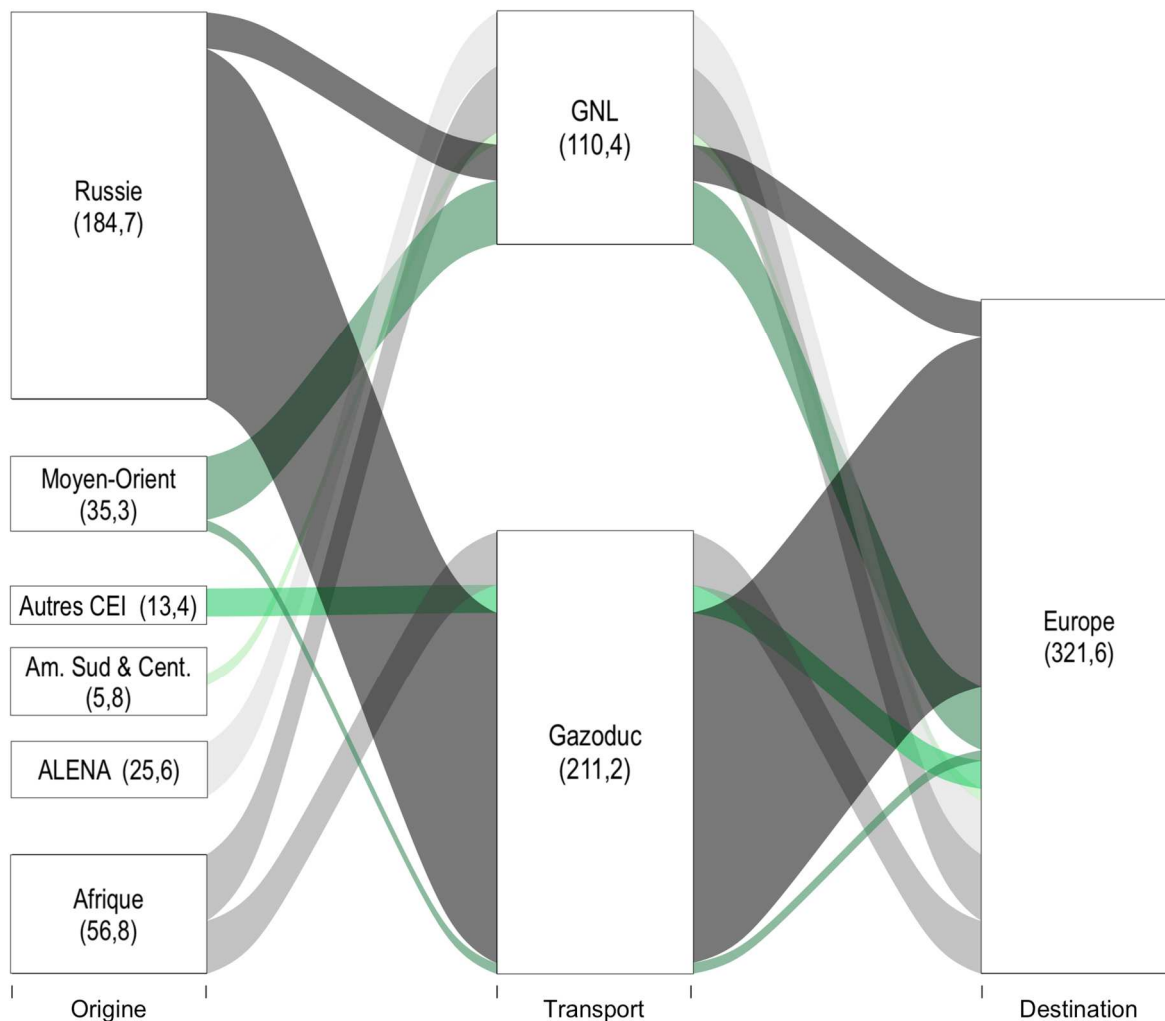 Russie
(184,7)
Moyen-Orient
(35,3)
Autres CEI (13,4)
Am. Sud & Cent.
(5,8)
ALENA (25,6)
Afrique
(56,8)
GNL
(110,4)
Gazoduc
(211,2)
Europe
(321,6)
Origine
Transport
Destination